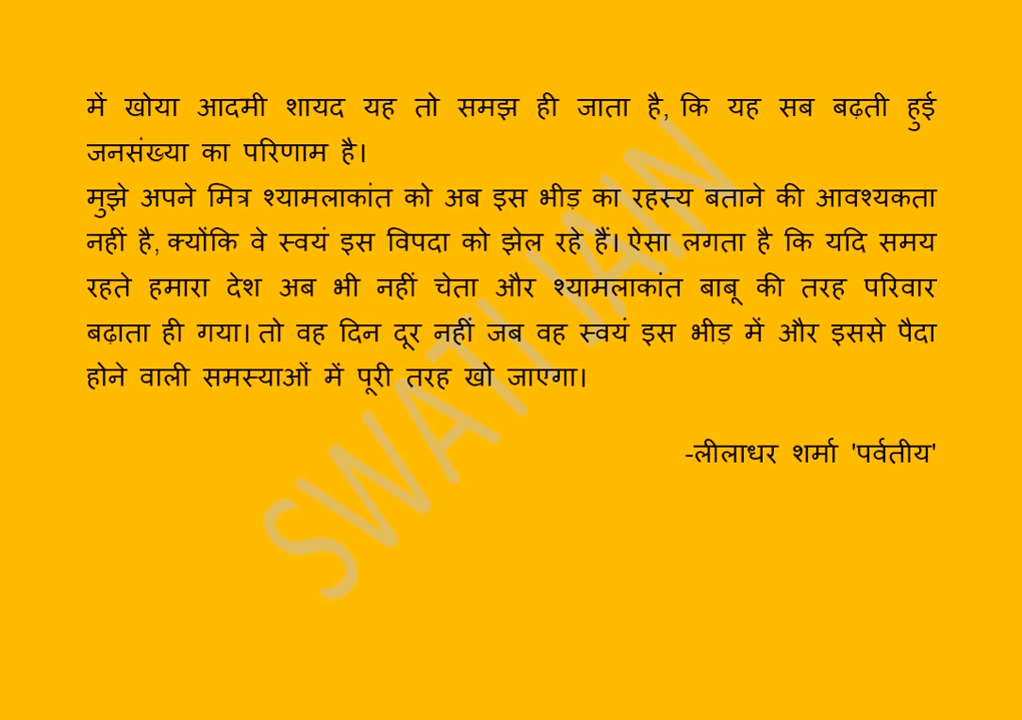 में खोया आदमी शायद यह तो समझ ही जाता है, कि यह सब बढ़ती हुई
जनसंख्या का परिणाम है।
मुझे अपने मित्र श्यामलाकांत को अब इस भीड़ का रहस्य बताने की आवश्यकता
नहीं है, क्योंकि वे स्वयं इस विपदा को झेल रहे हैं। ऐसा लगता है कि यदि समय
रहते हमारा देश अब भी नहीं चेता और श्यामलाकांत बाबू की तरह परिवार
बढ़ाता ही गया। तो वह दिन दूर नहीं जब वह स्वयं इस भीड़ में और इससे पैदा
होने वाली समस्याओं में पूरी तरह खो जाएगा।
-लीलाधर शर्मा 'पर्वतीय'
SWATI JAIN